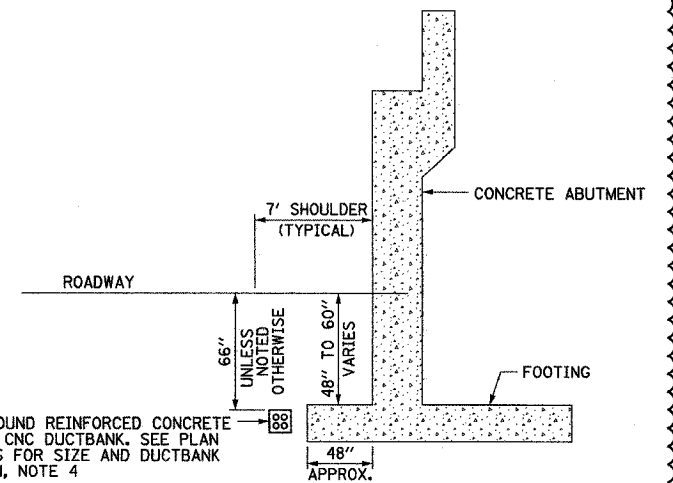 7' SHOULDER
(TYPICAL)
CONCRETE ABUTMENT
ROADWAY
66"
UNLESS
NOTED
OTHERWISE
48" TO 60"
VARIES
FOOTING
OUND REINFORCED CONCRETE
CNC DUCTBANK. SEE PLAN
S FOR SIZE AND DUCTBANK
, NOTE 4
48"
APPROX.